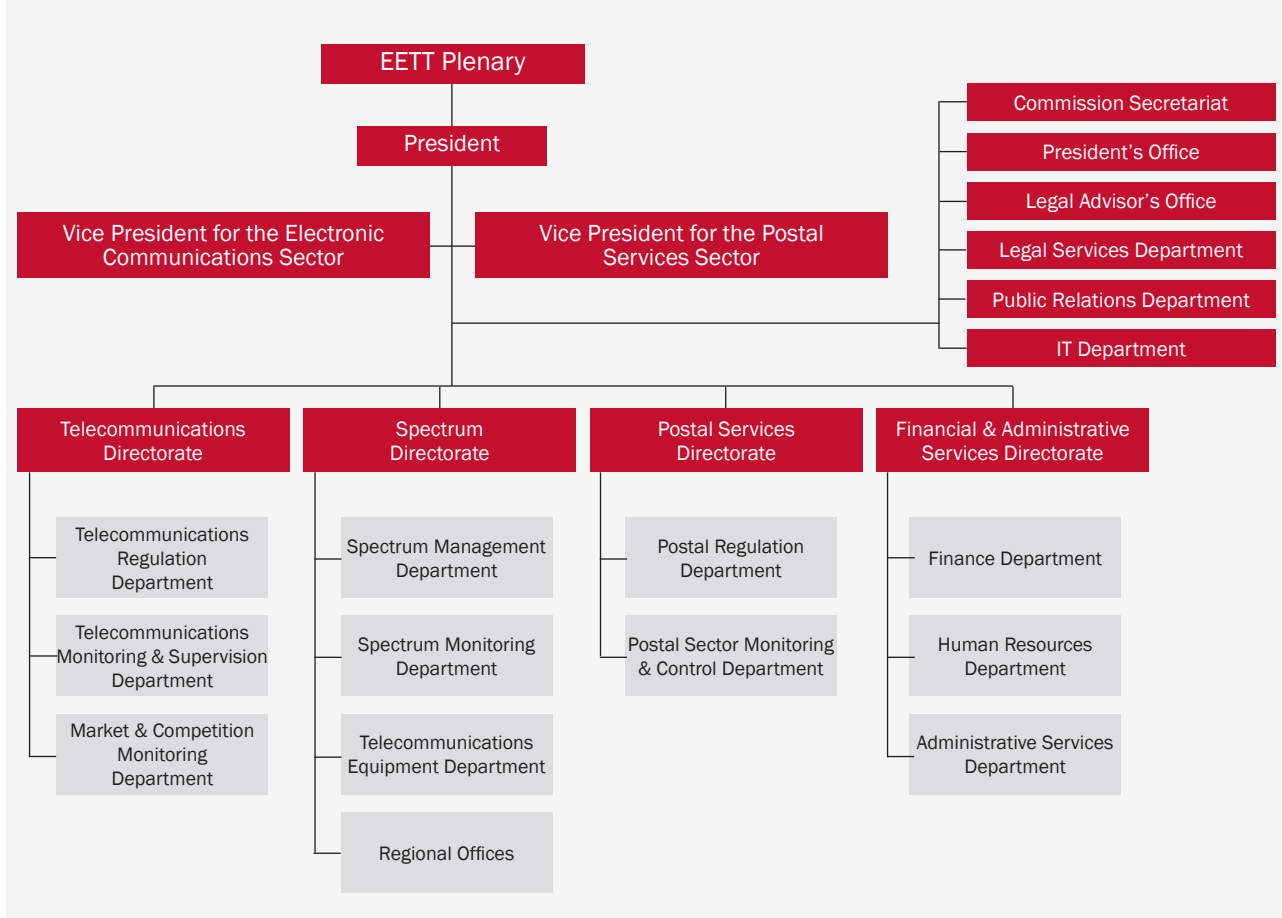 EETT Plenary
President
Vice President for the Electronic
Communications Sector
Vice President for the Postal
Services Sector
Commission Secretariat
President’s Office
Legal Advisor’s Office
Legal Services Department
Public Relations Department
IT Department
Telecommunications
Directorate
Telecommunications
Regulation
Department
Telecommunications
Monitoring & Supervision
Department
Market & Competition
Monitoring
Department
Spectrum
Directorate
Spectrum Management
Department
Spectrum Monitoring
Department
Telecommunications
Equipment Department
Regional Offices
Postal Services
Directorate
Postal Regulation
Department
Postal Sector Monitoring
& Control Department
Financial & Administrative
Services Directorate
Finance Department
Human Resources
Department
Administrative Services
Department